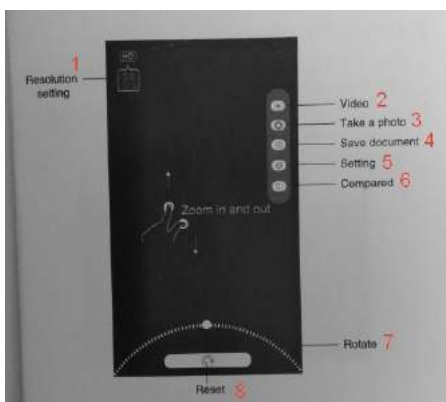 1
HD
Resolution
setting
Video 2
Take a photo 3
Save document 4
Setting 5
Compared 6
Zoom in and out
Rotate 7
Reset 8